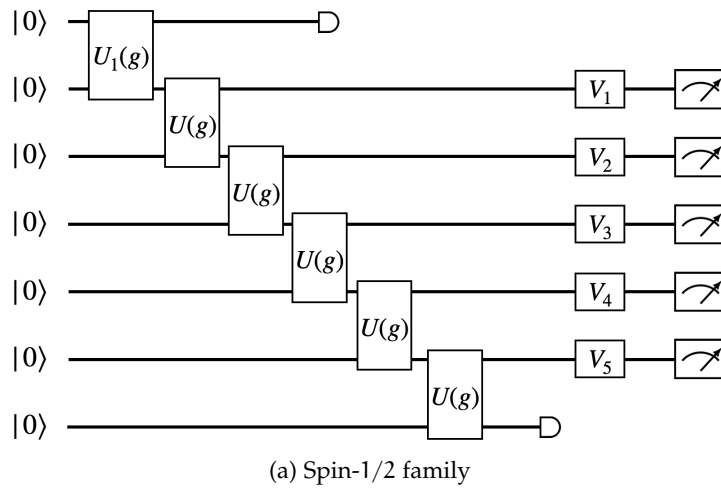 |0⟩
U₁(g)
|0⟩
V₁
U(g)
|0⟩
V₂
U(g)
|0⟩
V₃
U(g)
|0⟩
V₄
U(g)
|0⟩
V₅
U(g)
|0⟩
(a) Spin-1/2 family